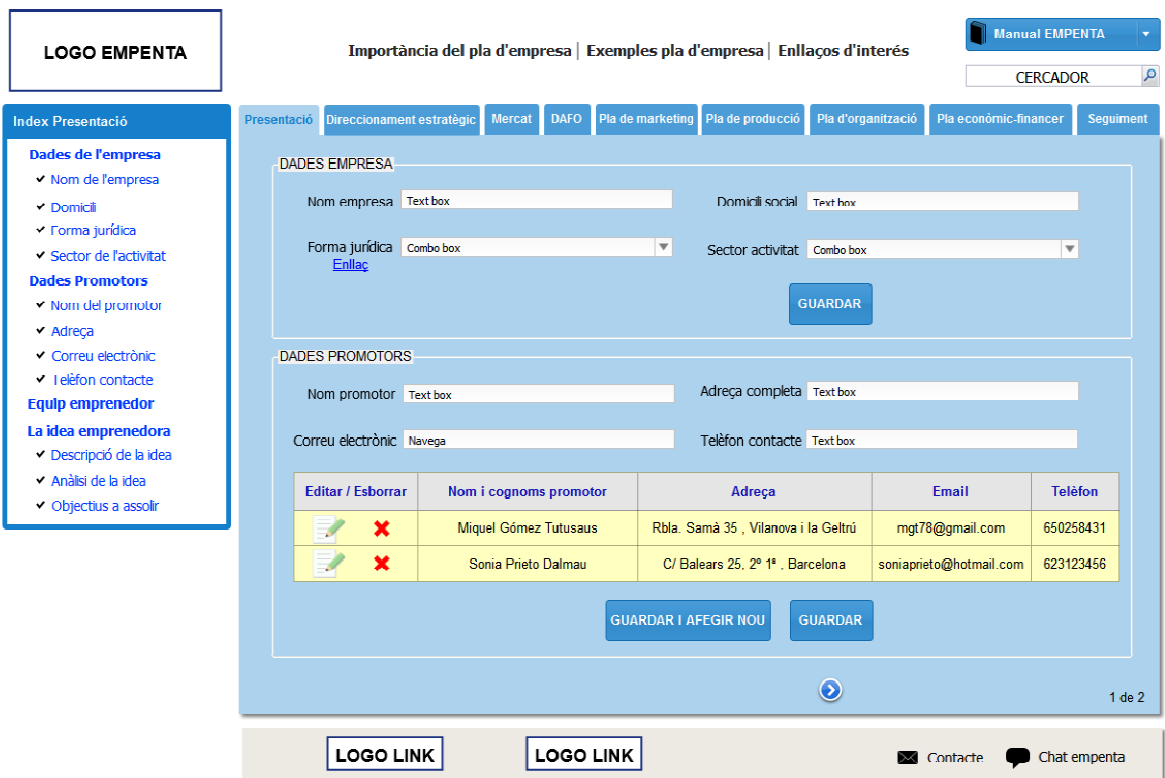 LOGO EMPENTA
Importància del pla d'empresa| Exemples pla d'empresa| Enllaços d'interés
Manual EMPENTA
CERCADOR
Index Presentació
Dades de l'empresa
Nom de l'empresa
Domicili
Forma jurídica
Sector de l'activitat
Dades Promotors
Nom del promotor
Adreça
Correu electrònic
Telèfon contacte
Equip emprenedor
La idea emprenedora
Descripció de la idea
Anàlisi de la idea
Objectius a assolir
Presentació Direccionament estratègic Mercat DAFO Pla de marketing Pla de producció Pla d'organització Pla econòmic-financer Seguiment
DADES EMPRESA
Nom empresa Text box Domicili social Text box
Forma jurídica Combo box Sector activitat Combo box
Enllaç
GUARDAR
DADES PROMOTORS
Nom promotor Text box Adreça completa Text box
Correu electrònic Navega Telèfon contacte Text box
Editar / Esborrar Nom i cognoms promotor Adreça Email Telèfon
Miquel Gómez Tutusaus Rbla. Samà 35 , Vilanova i la Geltrú mgt78@gmail.com 650258431
Sonia Prieto Dalmau C/ Balears 25, 2º 1ª . Barcelona soniaprieto@hotmail.com 623123456
GUARDAR I AFEGIR NOU GUARDAR
1 de 2
LOGO LINK LOGO LINK Contacte Chat empenta